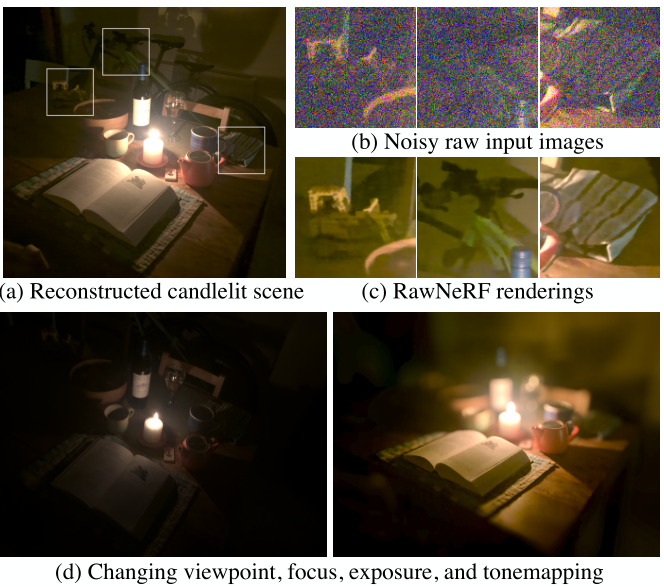 (b) Noisy raw input images
(a) Reconstructed candlelit scene
(c) RawNeRF renderings
(d) Changing viewpoint, focus, exposure, and tonemapping